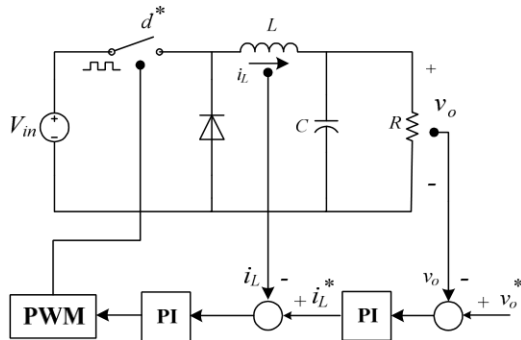 d*
L
i_L
+
V_in
+
-
C
R
v_o
-
i_L
-
v_o
-
PWM
PI
+
i_L*
PI
+
v_o*